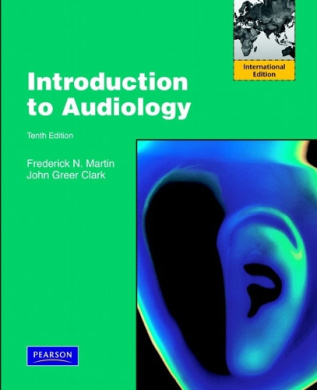 International
Edition
Introduction
to Audiology
Tenth Edition
Frederick N. Martin
John Greer Clark
PEARSON